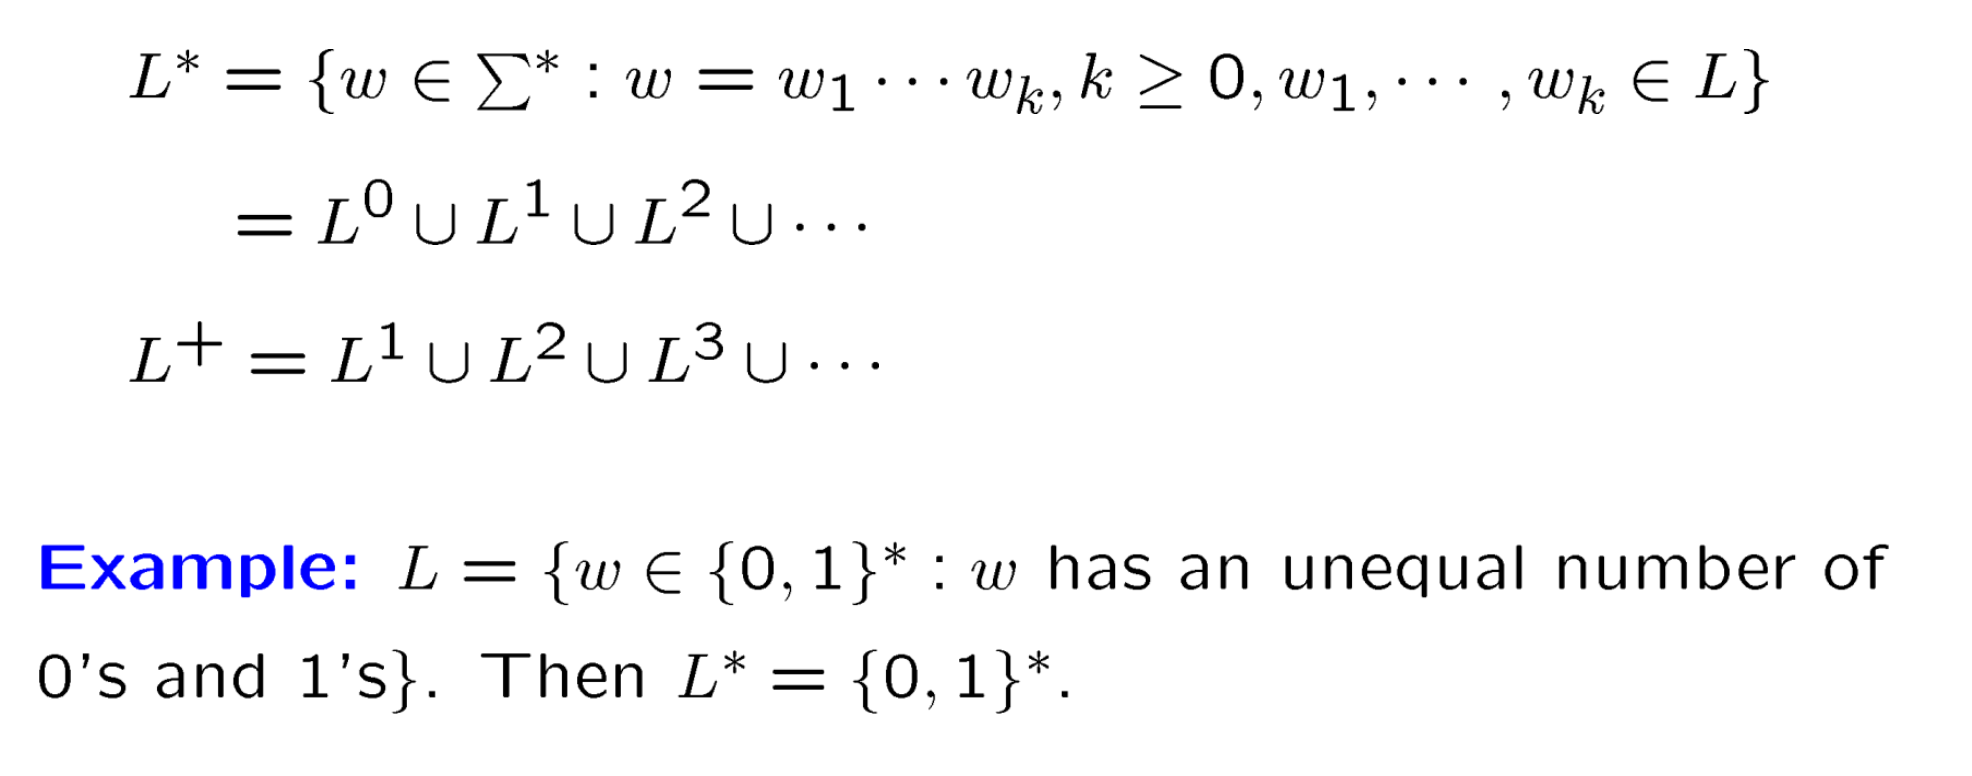 L* = {w ∈ Σ* : w = w₁ ⋯ wₖ, k ≥ 0, w₁, ⋯ , wₖ ∈ L}
= L⁰ ∪ L¹ ∪ L² ∪ ⋯
L⁺ = L¹ ∪ L² ∪ L³ ∪ ⋯
Example: L = {w ∈ {0, 1}* : w has an unequal number of
0's and 1's}. Then L* = {0, 1}*.